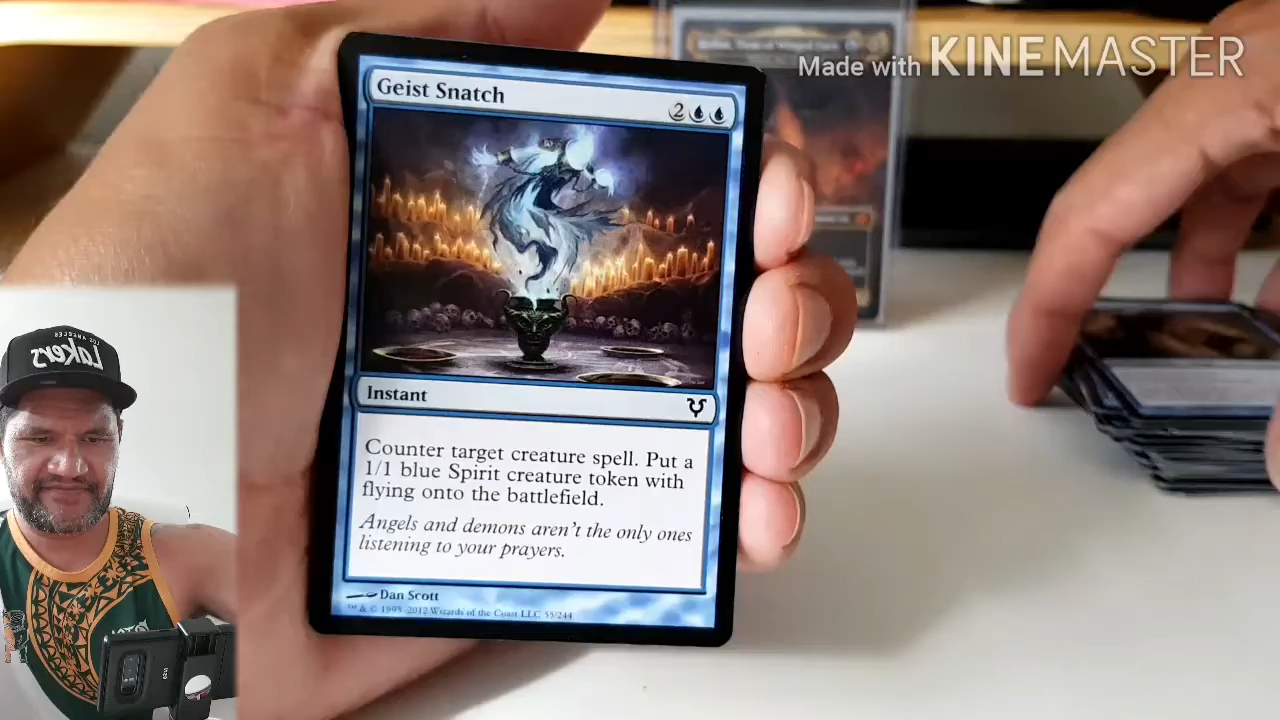 Made with KINEMASTER
Geist Snatch
2
Instant
Counter target creature spell. Put a
1/1 blue Spirit creature token with
flying onto the battlefield.
Angels and demons aren't the only ones
listening to your prayers.
Dan Scott
™ & © 1993-2012 Wizards of the Coast LLC 55/244
LOS ANGELES
Lakers